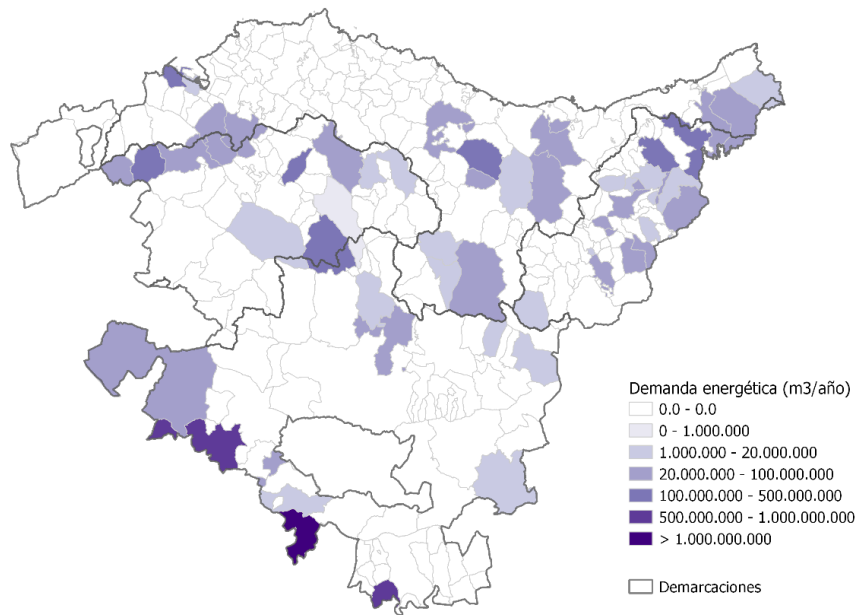 Demanda energética (m3/año)
0.0 - 0.0
0 - 1.000.000
1.000.000 - 20.000.000
20.000.000 - 100.000.000
100.000.000 - 500.000.000
500.000.000 - 1.000.000.000
> 1.000.000.000
Demarcaciones